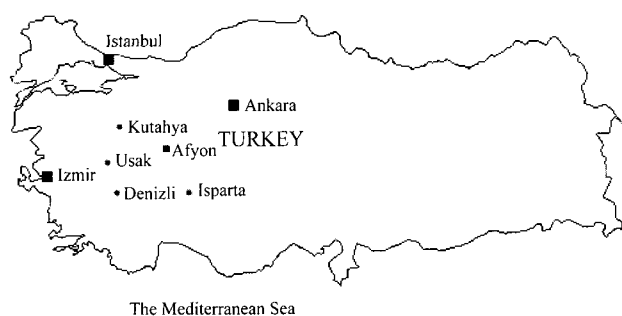 Istanbul
Ankara
Kutahya
TURKEY
Afyon
Usak
Izmir
Denizli
Isparta
The Mediterranean Sea